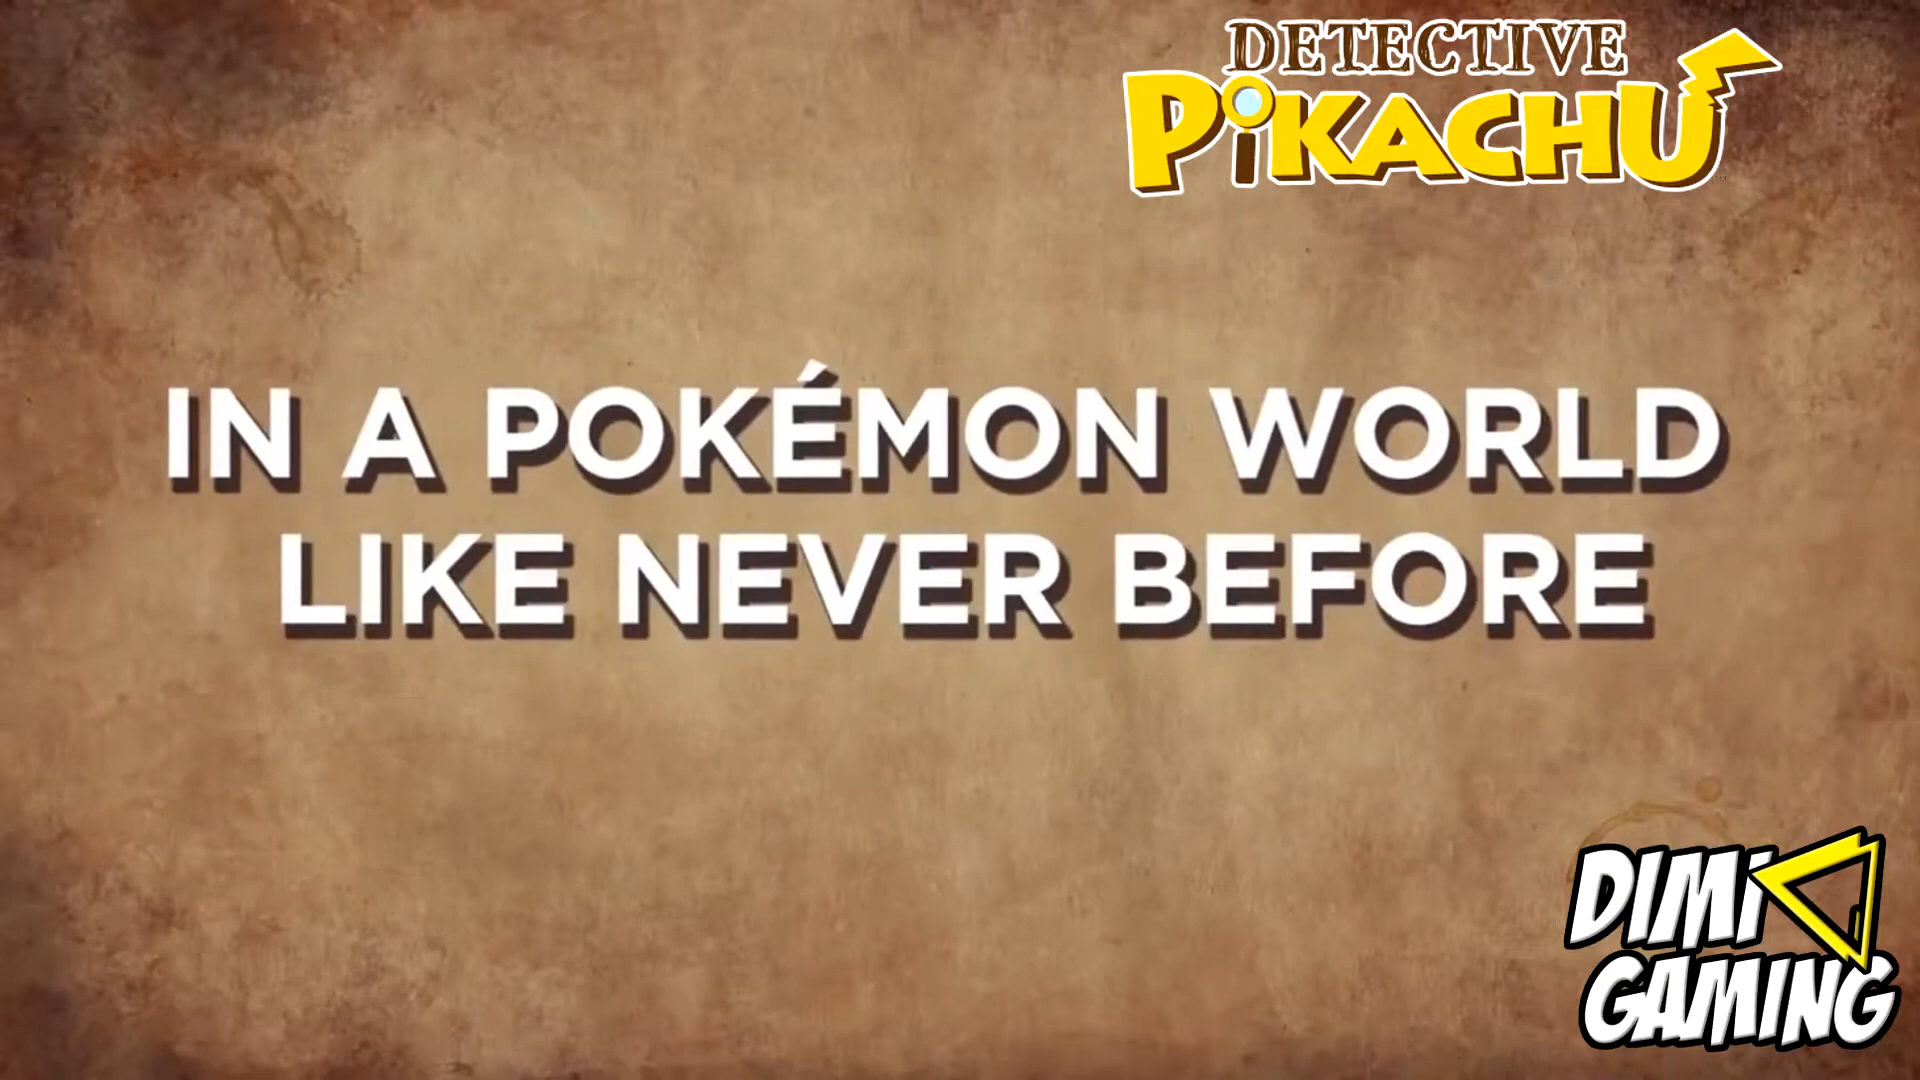 DETECTIVE
PiKACHU
IN A POKÉMON WORLD
LIKE NEVER BEFORE
DIMI
GAMING